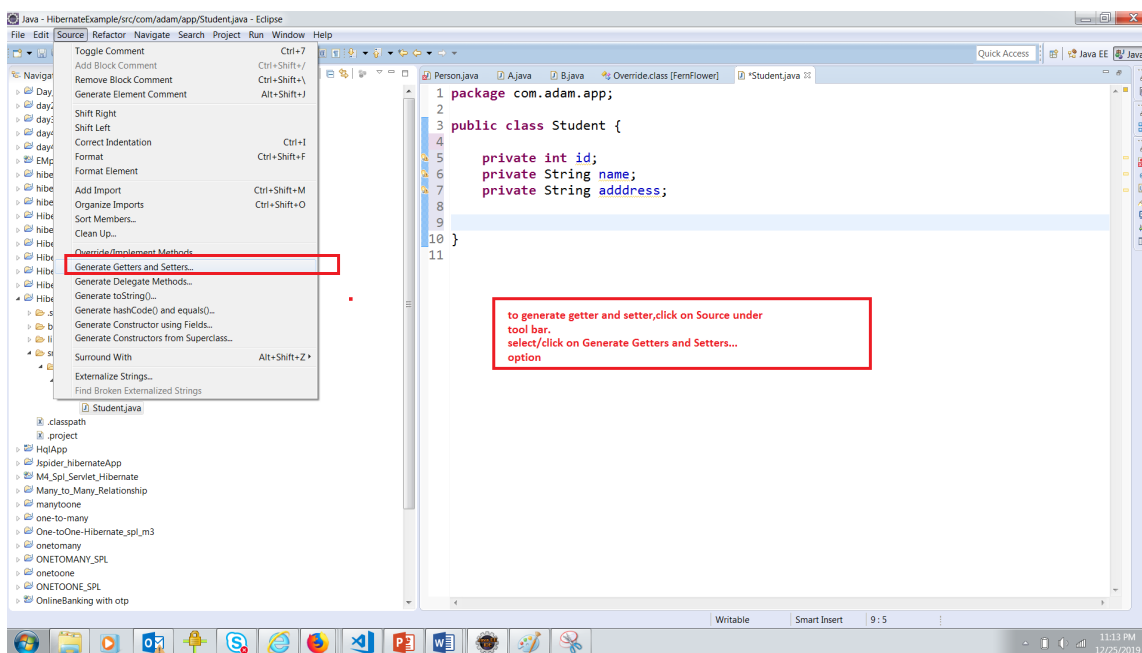 Java - HibernateExample/src/com/adam/app/Student.java - Eclipse
File Edit Source Refactor Navigate Search Project Run Window Help
Quick Access Java EE Java
Toggle Comment Ctrl+7
Add Block Comment Ctrl+Shift+/
Remove Block Comment Ctrl+Shift+\
Generate Element Comment Alt+Shift+J
Shift Right
Shift Left
Correct Indentation Ctrl+I
Format Ctrl+Shift+F
Format Element
Add Import Ctrl+Shift+M
Organize Imports Ctrl+Shift+O
Sort Members...
Clean Up...
Override/Implement Methods...
Generate Getters and Setters...
Generate Delegate Methods...
Generate toString()...
Generate hashCode() and equals()...
Generate Constructor using Fields...
Generate Constructors from Superclass...
Surround With Alt+Shift+Z
Externalize Strings...
Find Broken Externalized Strings
Student.java
.classpath
.project
HqlApp
Jspider_hibernateApp
M4_Spl_Servlet_Hibernate
Many_to_Many_Relationship
manytoone
one-to-many
One-toOne-Hibernate_spl_m3
onetomany
ONETOMANY_SPL
onetoone
ONETOONE_SPL
OnlineBanking with otp
Person.java A.java B.java Override.class [FernFlower] *Student.java
1 package com.adam.app;
2
3 public class Student {
4
5 private int id;
6 private String name;
7 private String adddress;
8
9
10 }
11
to generate getter and setter,click on Source under
tool bar.
select/click on Generate Getters and Setters...
option
Writable Smart Insert 9 : 5
11:13 PM
12/25/2019